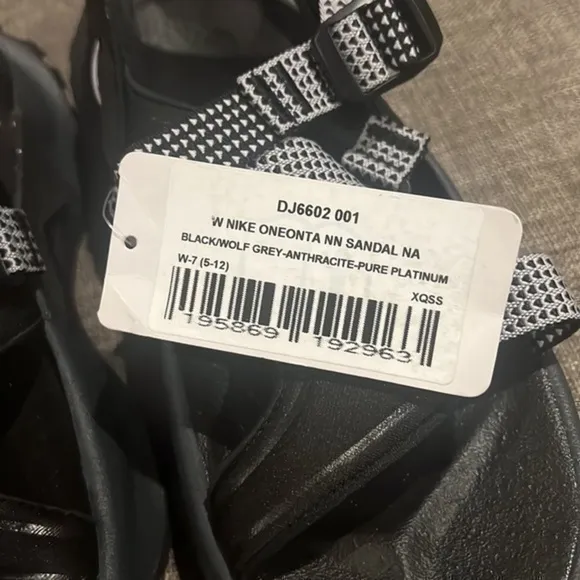 DJ6602 001
W NIKE ONEONTA NN SANDAL NA
BLACK/WOLF GREY-ANTHRACITE-PURE PLATINUM
W-7 (5-12)
XQSS
195869 192963